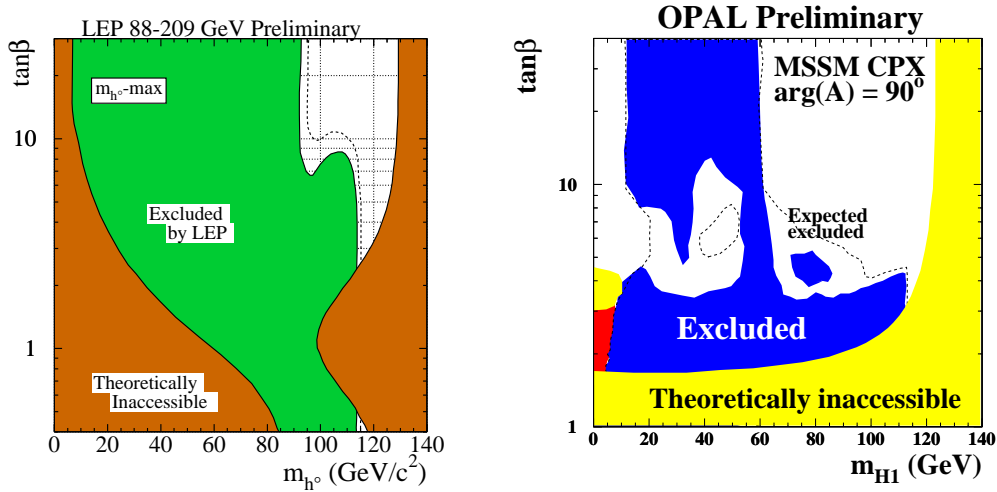 LEP 88-209 GeV Preliminary
tanβ
m_h°-max
10
Excluded
by LEP
1
Theoretically
Inaccessible
0 20 40 60 80 100 120 140
m_h° (GeV/c²)
OPAL Preliminary
tanβ
MSSM CPX
arg(A) = 90°
10
Expected
excluded
Excluded
Theoretically inaccessible
1
0 20 40 60 80 100 120 140
m_H1 (GeV)